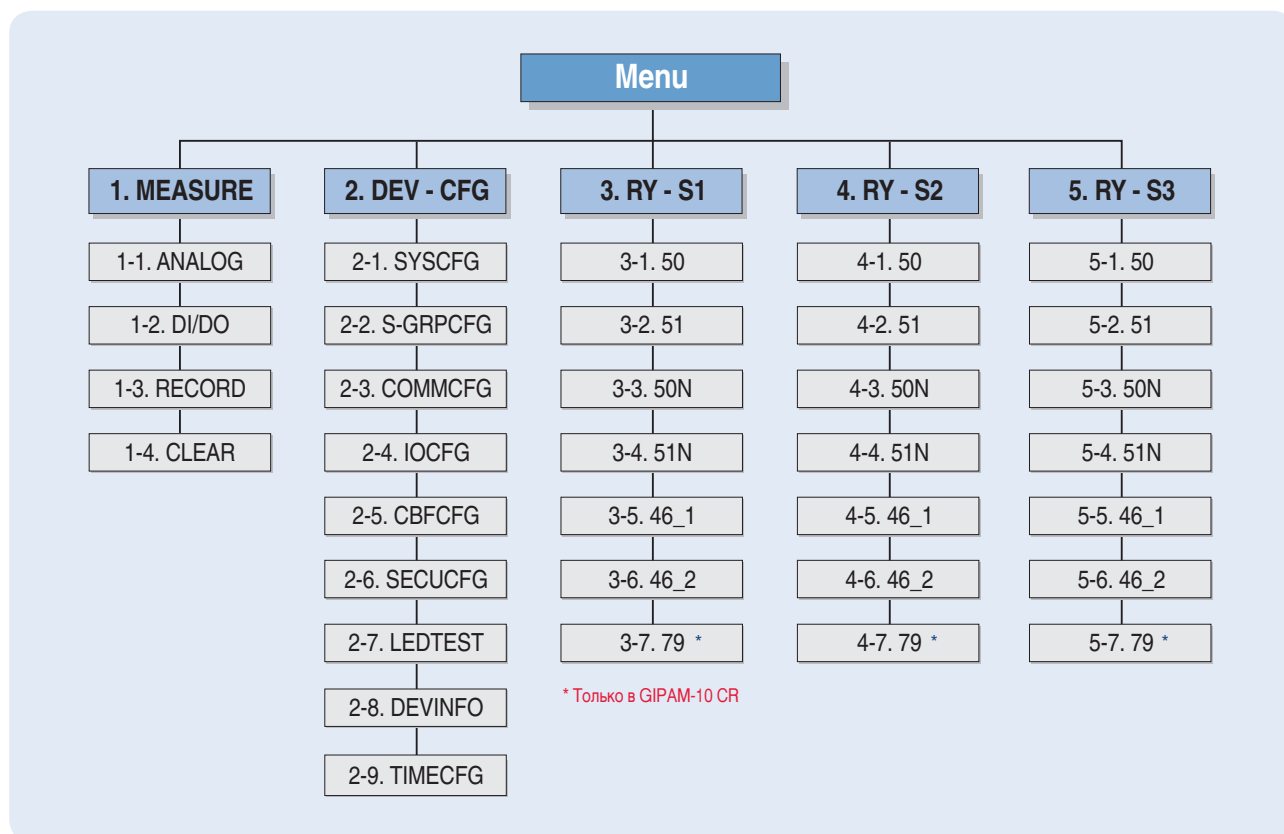 Menu
1. MEASURE
1-1. ANALOG
1-2. DI/DO
1-3. RECORD
1-4. CLEAR
2. DEV - CFG
2-1. SYSCFG
2-2. S-GRPCFG
2-3. COMMCFG
2-4. IOCFG
2-5. CBFCFG
2-6. SECUCFG
2-7. LEDTEST
2-8. DEVINFO
2-9. TIMECFG
3. RY - S1
3-1. 50
3-2. 51
3-3. 50N
3-4. 51N
3-5. 46_1
3-6. 46_2
3-7. 79 *
* Только в GIPAM-10 CR
4. RY - S2
4-1. 50
4-2. 51
4-3. 50N
4-4. 51N
4-5. 46_1
4-6. 46_2
4-7. 79 *
5. RY - S3
5-1. 50
5-2. 51
5-3. 50N
5-4. 51N
5-5. 46_1
5-6. 46_2
5-7. 79 *